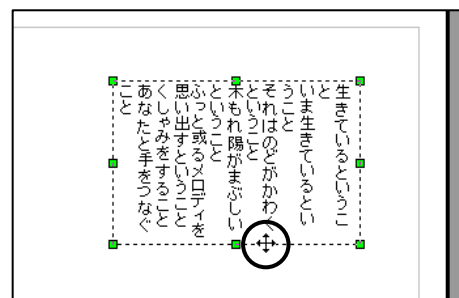 生きているというこ
と
いま生きているとい
うこと
それはのどがかわく
ということ
木もれ陽がまぶしい
ということ
ふっと或るメロディを
思い出すということ
くしゃみをすること
あなたと手をつなぐ
こと